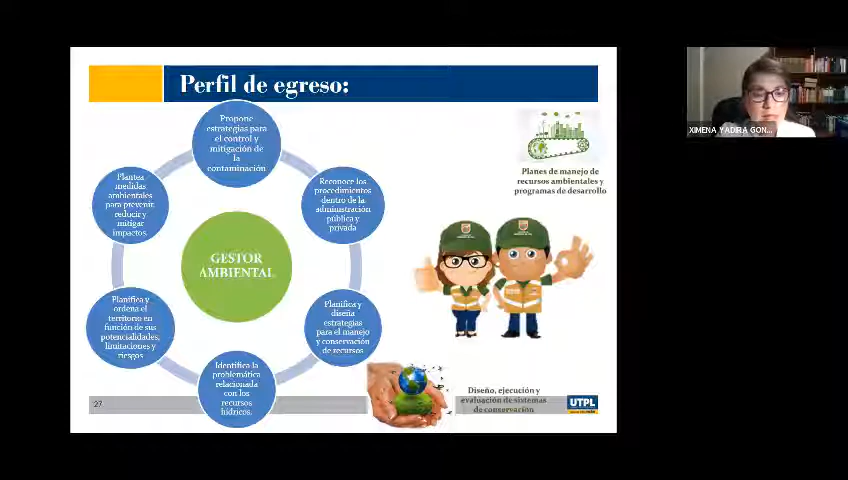 Perfil de egreso:
Propone
estrategias para
el control y
mitigación de
la
contaminación
Reconoce los
procedimientos
dentro de la
administración
pública y
privada
Planifica y
diseña
estrategias
para el manejo
y conservación
de recursos
Identifica la
problemática
relacionada
con los
recursos
hídricos.
Planifica y
ordena el
territorio en
función de sus
potencialidades,
limitaciones y
riesgos
Plantea
medidas
ambientales
para prevenir,
reducir y
mitigar
impactos.
GESTOR
AMBIENTAL
Planes de manejo de
recursos ambientales y
programas de desarrollo
Diseño, ejecución y
evaluación de sistemas
de conservación
27
UTPL
XIMENA YADIRA GON...